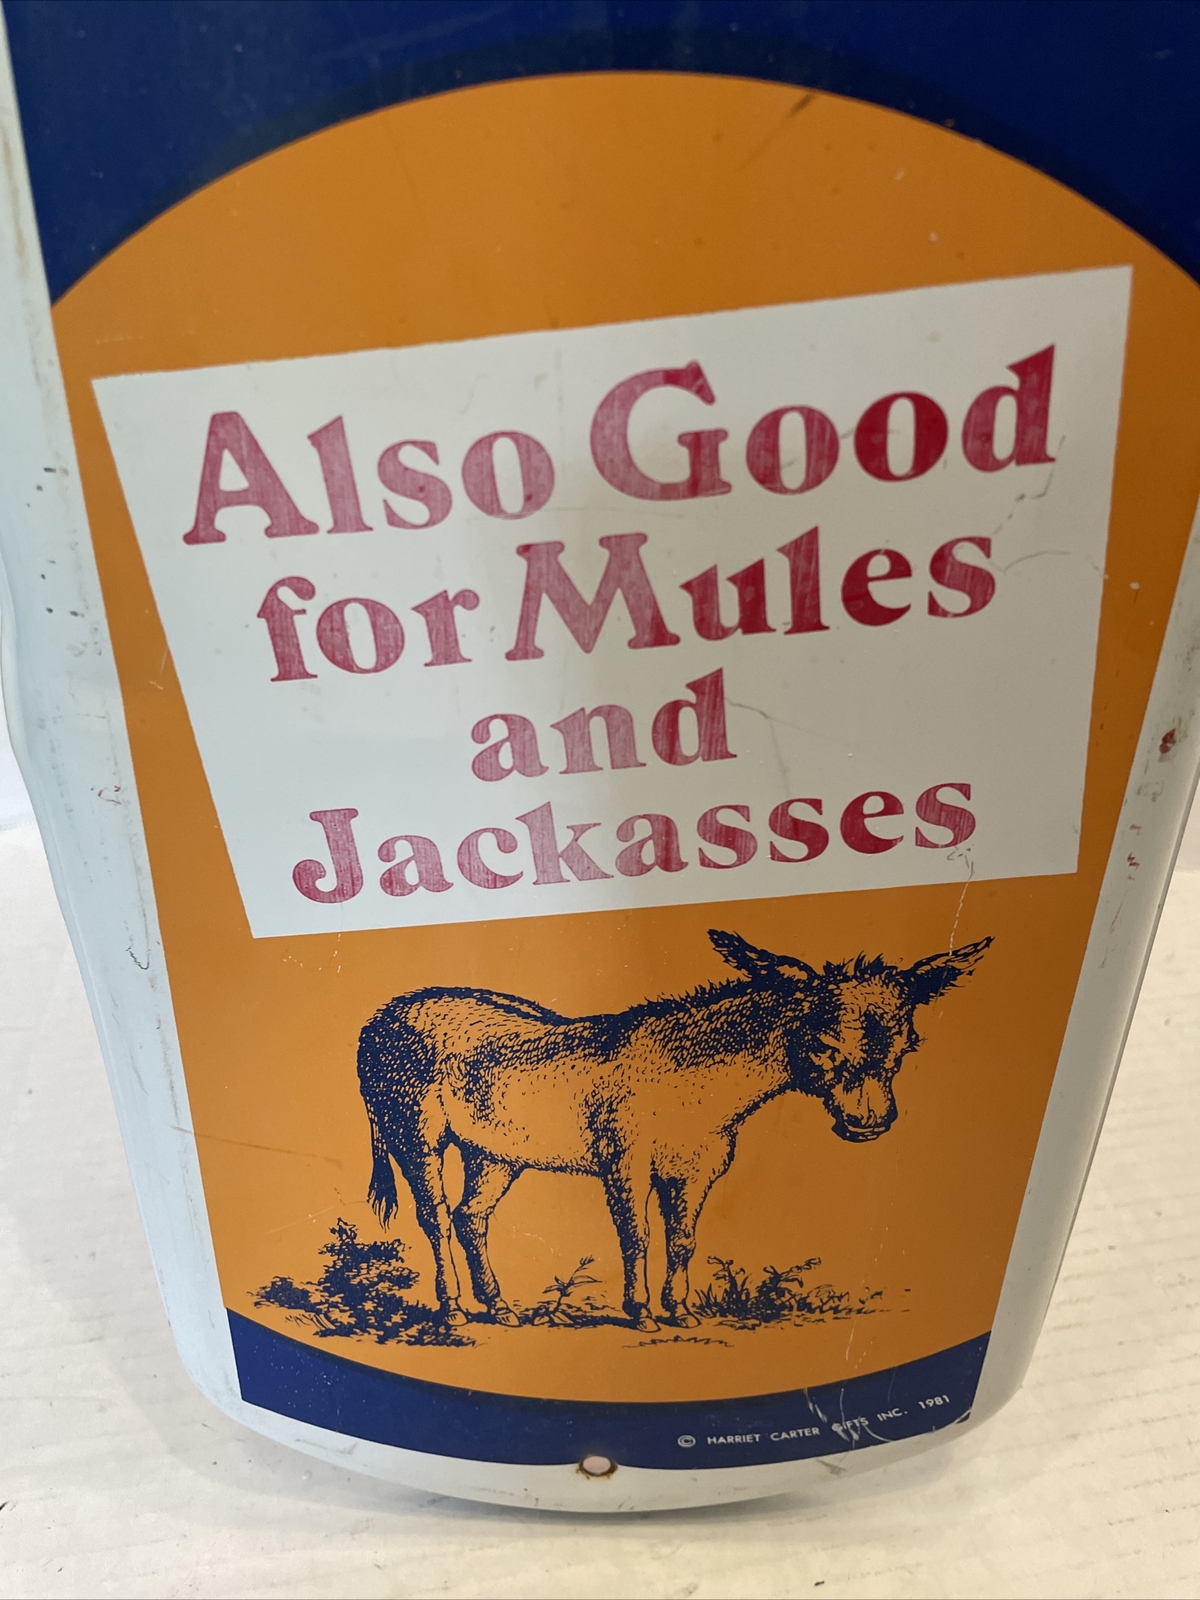 Also Good
for Mules
and
Jackasses
© HARRIET CARTER GIFTS INC. 1981